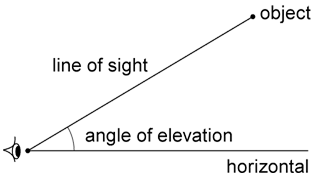 object
line of sight
angle of elevation
horizontal